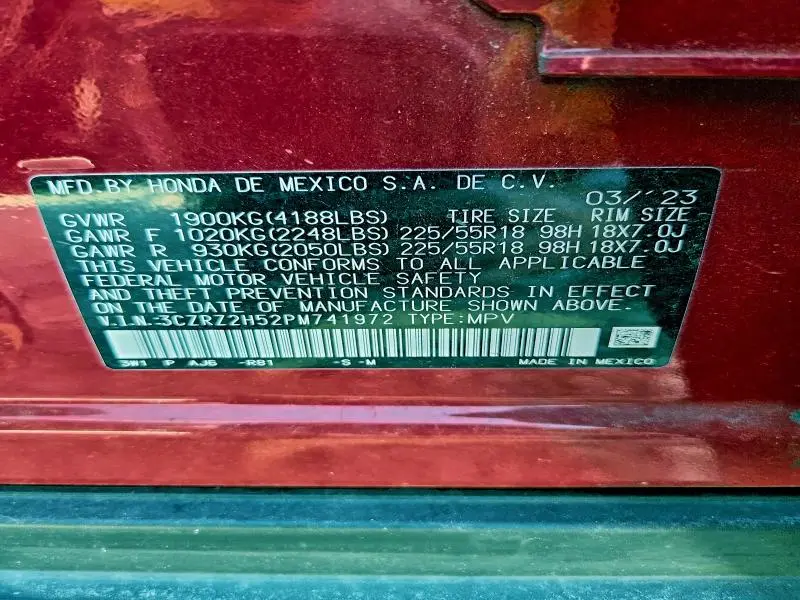 MFD BY HONDA DE MEXICO S.A. DE C.V.
03/'23
GVWR 1900KG(4188LBS) TIRE SIZE RIM SIZE
GAWR F 1020KG(2248LBS) 225/55R18 98H 18X7.0J
GAWR R 930KG(2050LBS) 225/55R18 98H 18X7.0J
THIS VEHICLE CONFORMS TO ALL APPLICABLE
FEDERAL MOTOR VEHICLE SAFETY
AND THEFT PREVENTION STANDARDS IN EFFECT
ON THE DATE OF MANUFACTURE SHOWN ABOVE.
V.I.N.-3CZRZ2H52PM741972 TYPE:MPV
3W1 P AJ6 -R81 -S -M MADE IN MEXICO